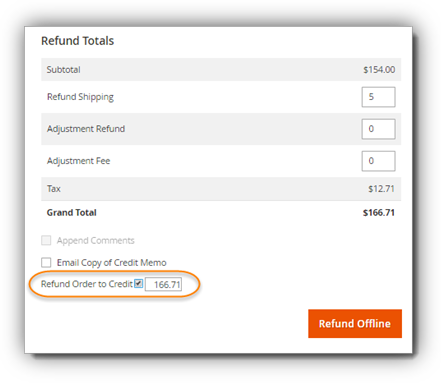 Refund Totals
Subtotal $154.00
Refund Shipping 5
Adjustment Refund 0
Adjustment Fee 0
Tax $12.71
Grand Total $166.71
Append Comments
Email Copy of Credit Memo
Refund Order to Credit 166.71
Refund Offline